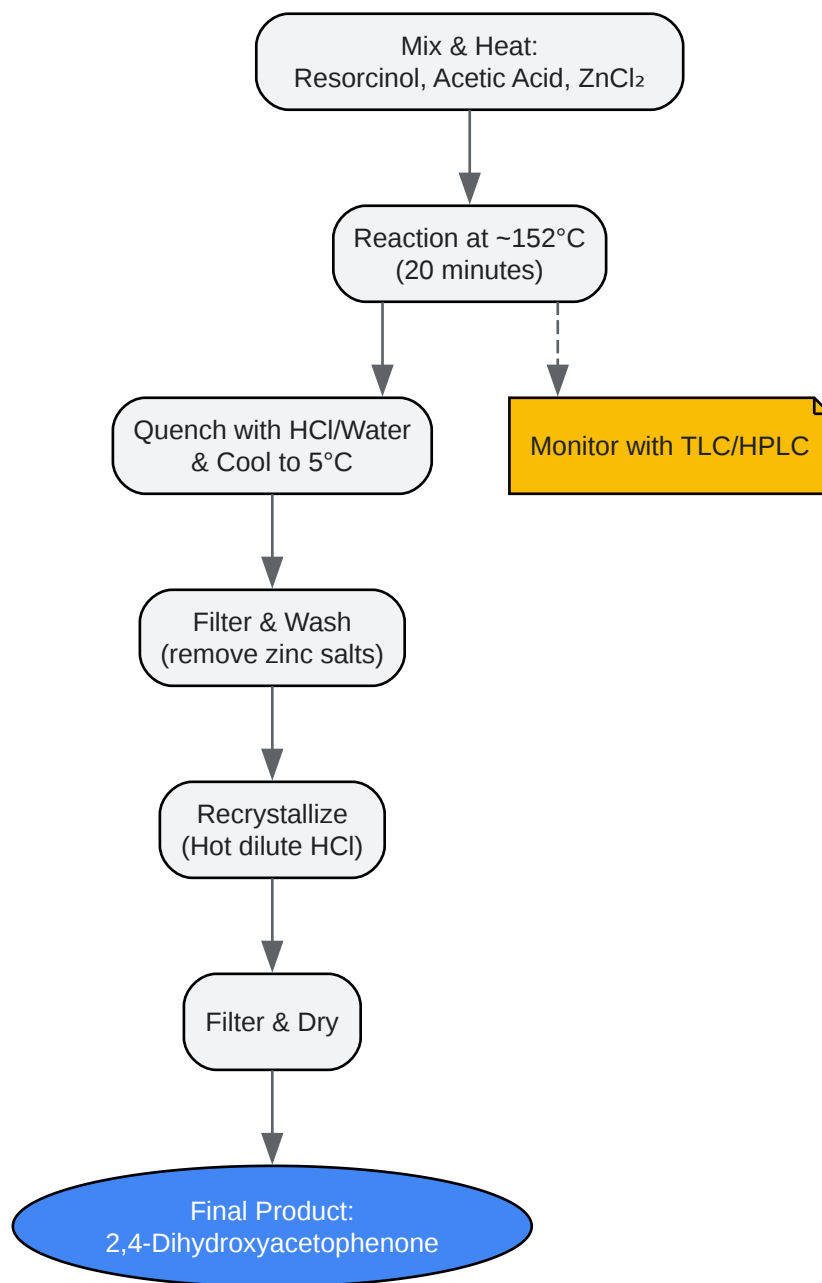 Mix & Heat:
Resorcinol, Acetic Acid, ZnCl₂
Reaction at ~152°C
(20 minutes)
Quench with HCl/Water
& Cool to 5°C
Monitor with TLC/HPLC
Filter & Wash
(remove zinc salts)
Recrystallize
(Hot dilute HCl)
Filter & Dry
Final Product:
2,4-Dihydroxyacetophenone